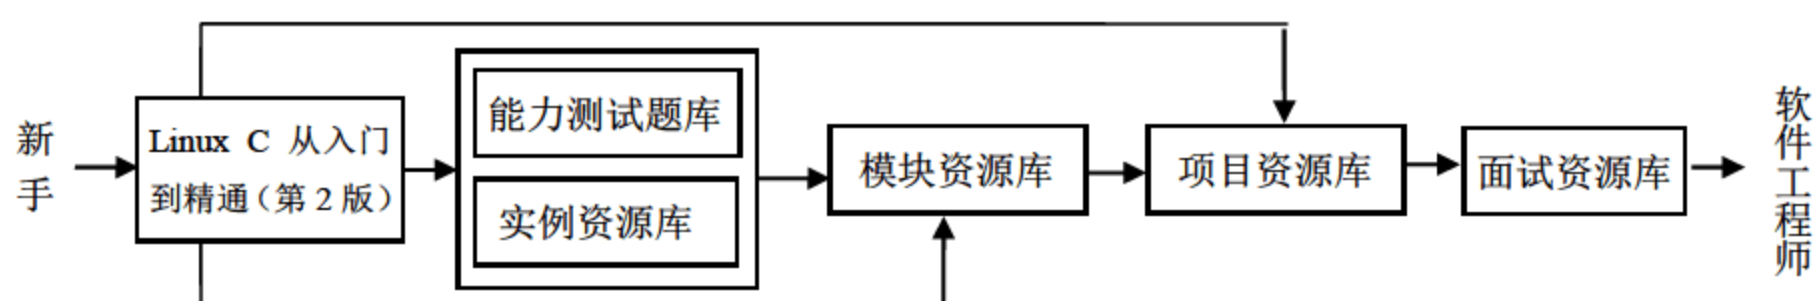 新手
Linux C 从入门
到精通（第 2 版）
能力测试题库
实例资源库
模块资源库
项目资源库
面试资源库
软件工程师